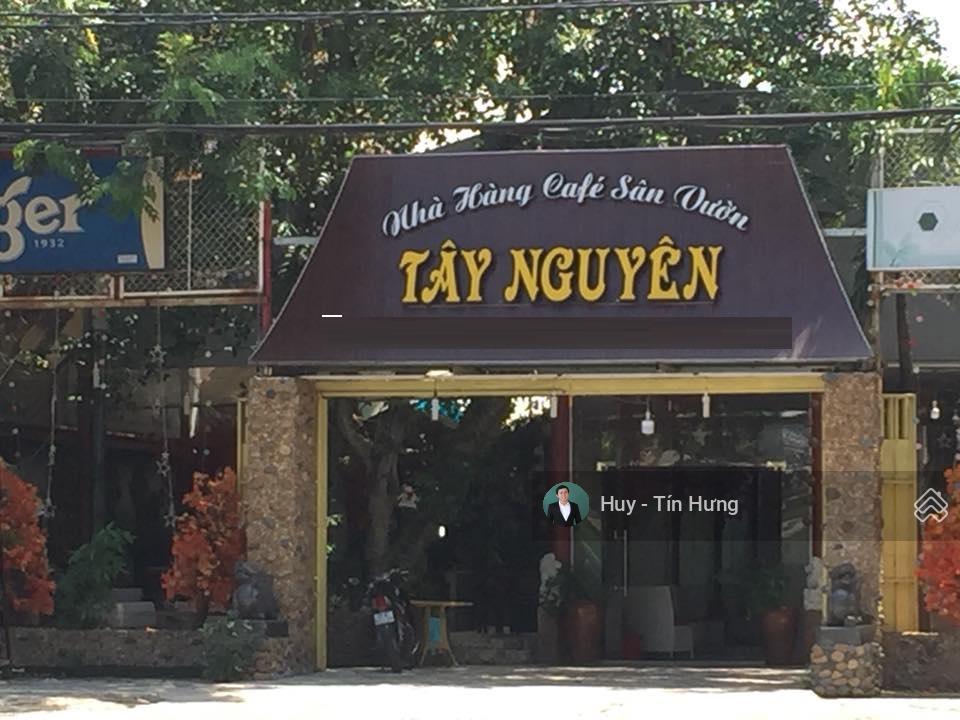 Nhà Hàng Café Sân Vườn
TÂY NGUYÊN
ger
1932
Huy - Tín Hưng